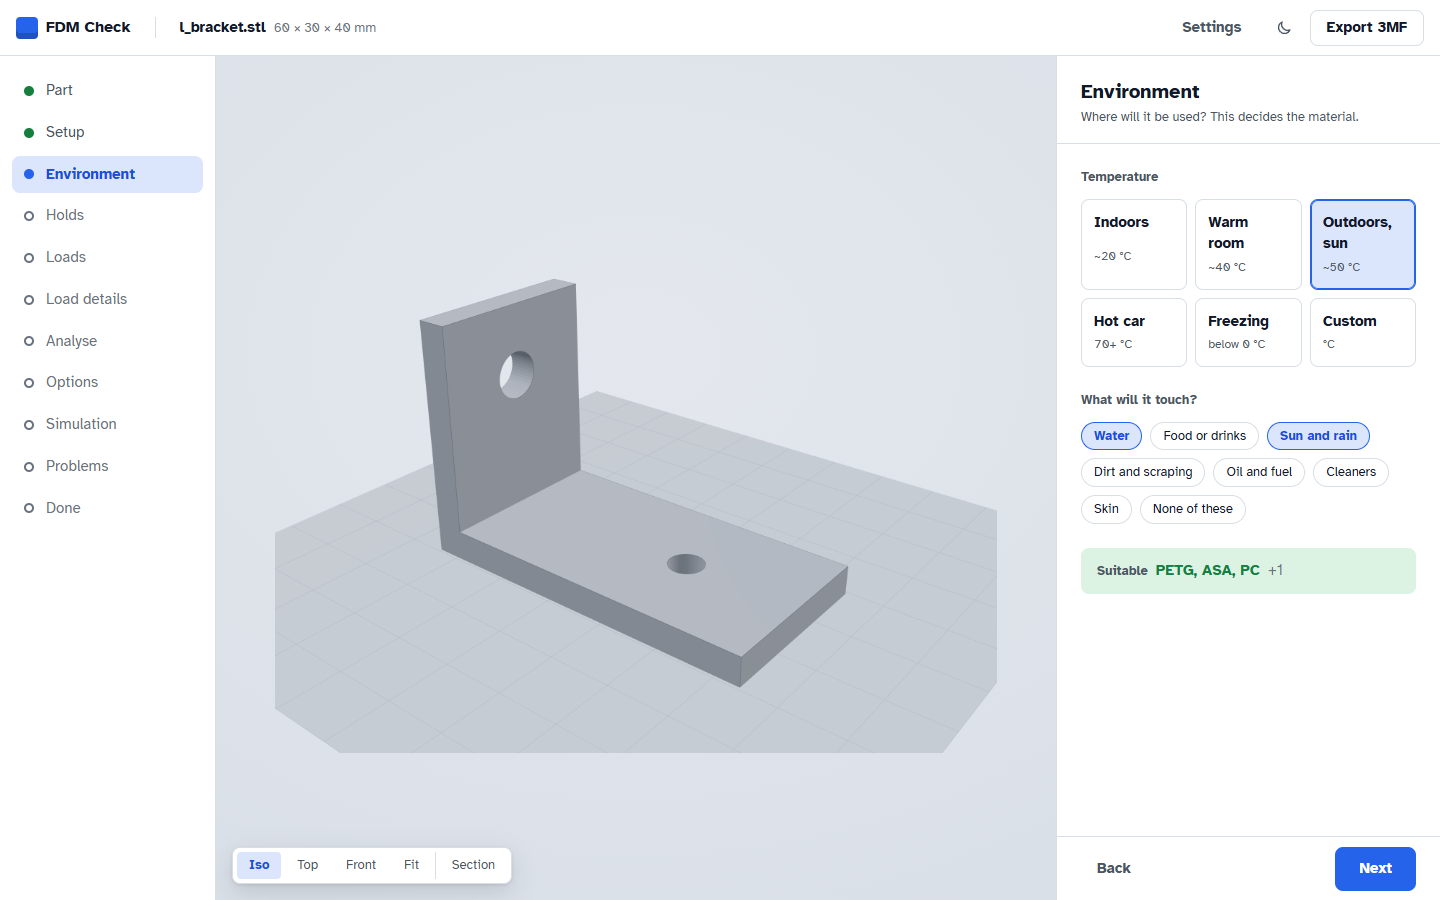 FDM Check
l_bracket.stl 60 × 30 × 40 mm
Settings
Export 3MF
Part
Setup
Environment
Holds
Loads
Load details
Analyse
Options
Simulation
Problems
Done
Iso
Top
Front
Fit
Section
Environment
Where will it be used? This decides the material.
Temperature
Indoors
~20 °C
Warm
room
~40 °C
Outdoors,
sun
~50 °C
Hot car
70+ °C
Freezing
below 0 °C
Custom
°C
What will it touch?
Water
Food or drinks
Sun and rain
Dirt and scraping
Oil and fuel
Cleaners
Skin
None of these
Suitable PETG, ASA, PC +1
Back
Next